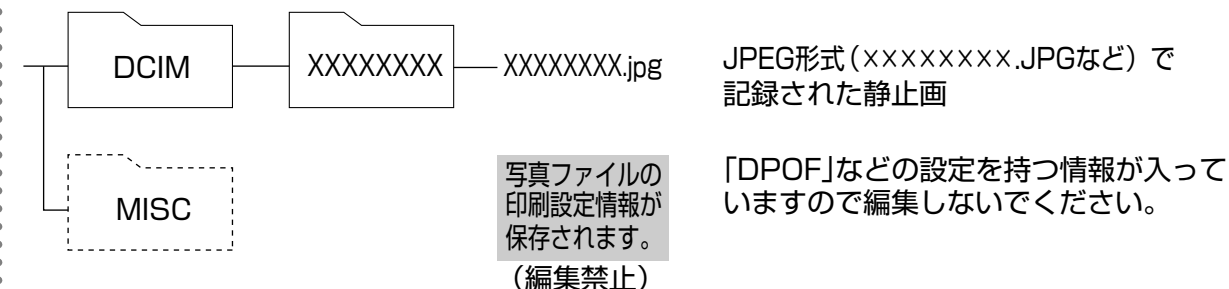 DCIM
XXXXXXXX
XXXXXXXX.jpg
JPEG形式(××××××××.JPGなど)で
記録された静止画
MISC
写真ファイルの
印刷設定情報が
保存されます。
(編集禁止)
「DPOF」などの設定を持つ情報が入って
いますので編集しないでください。